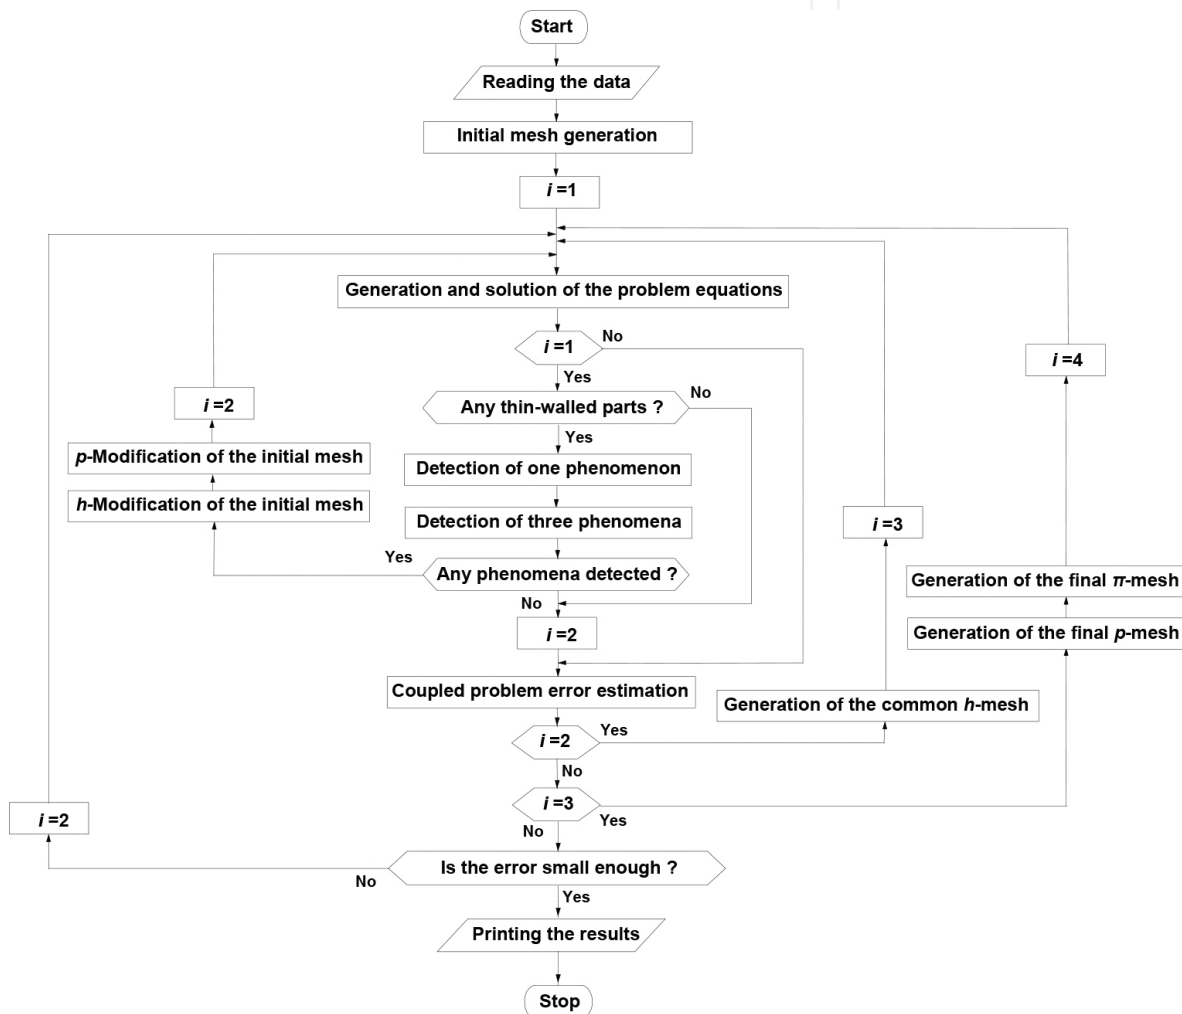 Start
Reading the data
Initial mesh generation
i =1
Generation and solution of the problem equations
i =1
No
Yes
i =4
Any thin-walled parts ?
No
i =2
Yes
p-Modification of the initial mesh
Detection of one phenomenon
h-Modification of the initial mesh
Detection of three phenomena
i =3
Yes
Any phenomena detected ?
Generation of the final π-mesh
No
i =2
Generation of the final p-mesh
Coupled problem error estimation
Generation of the common h-mesh
i =2
Yes
No
i =3
Yes
i =2
No
Is the error small enough ?
No
Yes
Printing the results
Stop